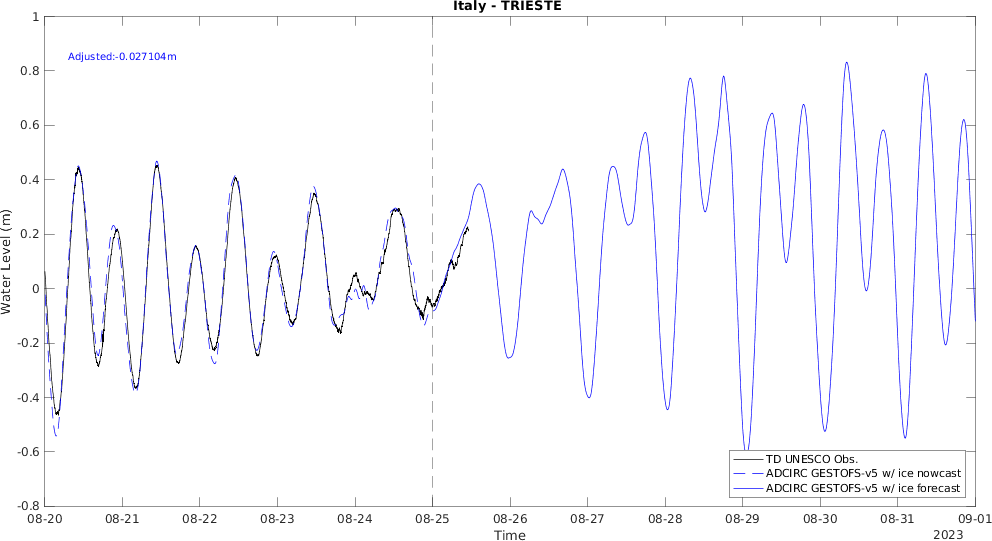 Italy - TRIESTE
Adjusted:-0.027104m
Water Level (m)
1
0.8
0.6
0.4
0.2
0
-0.2
-0.4
-0.6
-0.8
TD UNESCO Obs.
ADCIRC GESTOFS-v5 w/ ice nowcast
ADCIRC GESTOFS-v5 w/ ice forecast
08-20 08-21 08-22 08-23 08-24 08-25 08-26 08-27 08-28 08-29 08-30 08-31 09-01
Time
2023